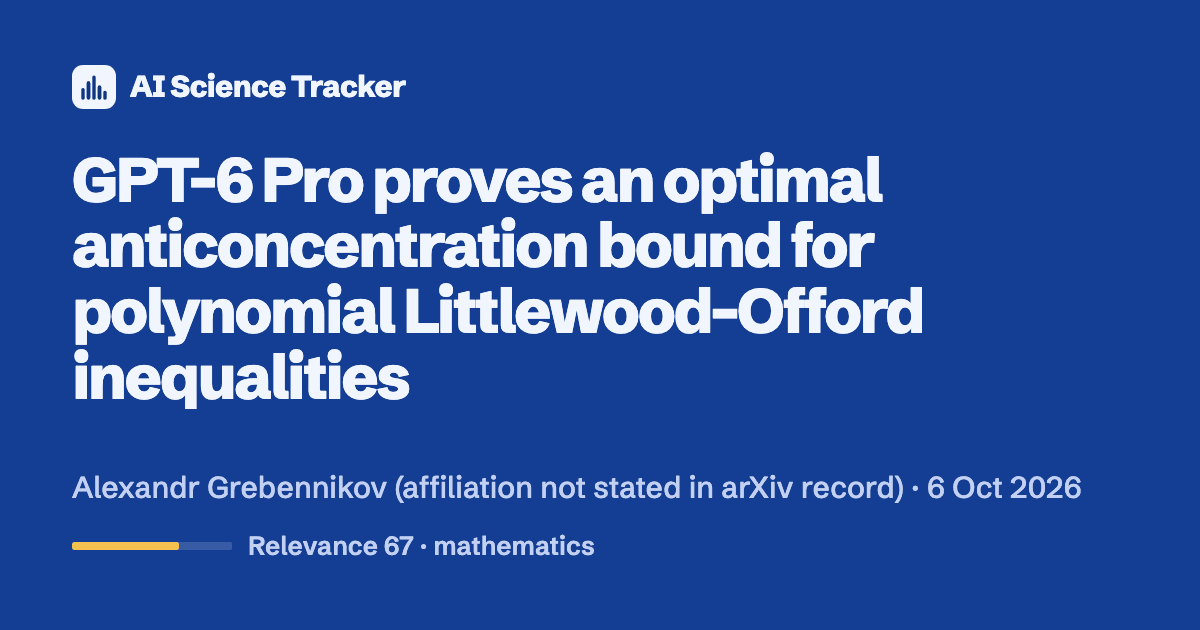 AI Science Tracker
GPT-6 Pro proves an optimal
anticoncentration bound for
polynomial Littlewood–Offord
inequalities
Alexandr Grebennikov (affiliation not stated in arXiv record) · 6 Oct 2026
Relevance 67 · mathematics